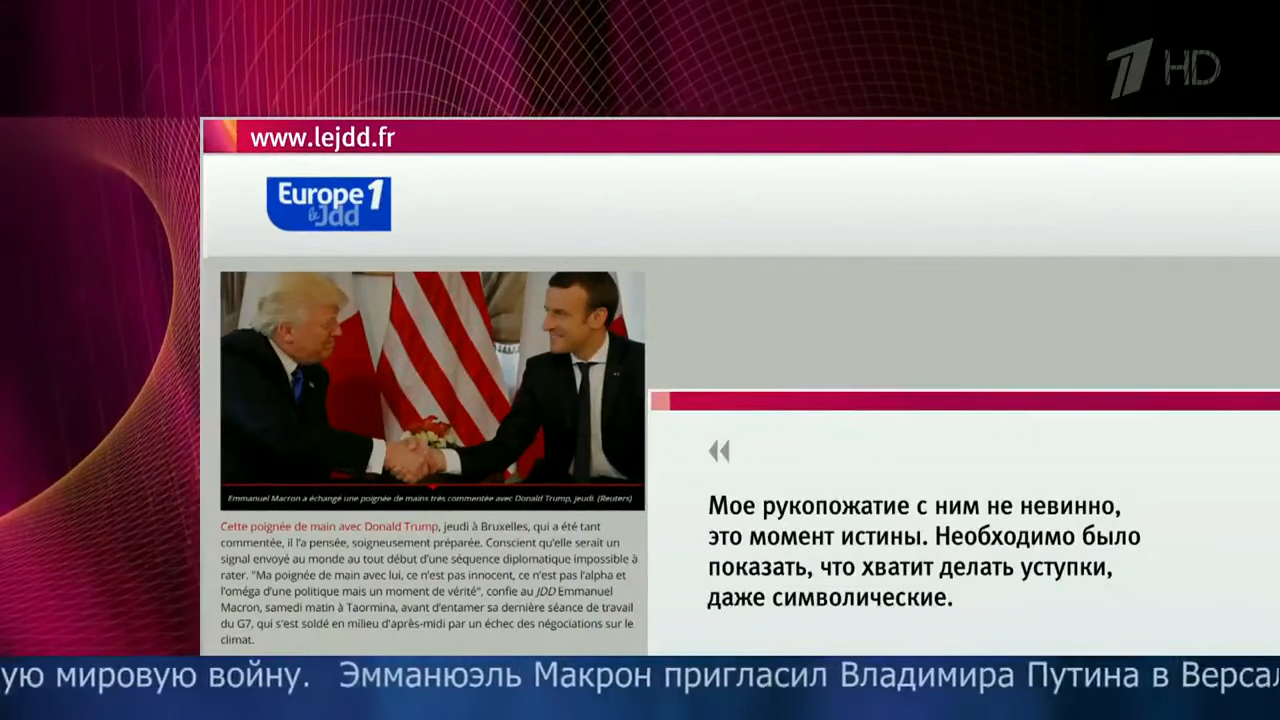 1 HD
www.lejdd.fr
Europe 1
le Jdd
Emmanuel Macron a échangé une poignée de mains très commentée avec Donald Trump, jeudi. (Reuters)
Cette poignée de main avec Donald Trump, jeudi à Bruxelles, qui a été tant
commentée, il l'a pensée, soigneusement préparée. Conscient qu'elle serait un
signal envoyé au monde au tout début d'une séquence diplomatique impossible à
rater. "Ma poignée de main avec lui, ce n'est pas innocent, ce n'est pas l'alpha et
l'oméga d'une politique mais un moment de vérité", confie au JDD Emmanuel
Macron, samedi matin à Taormina, avant d'entamer sa dernière séance de travail
du G7, qui s'est soldé en milieu d'après-midi par un échec des négociations sur le
climat.
Мое рукопожатие с ним не невинно,
это момент истины. Необходимо было
показать, что хватит делать уступки,
даже символические.
ую мировую войну. Эммануэль Макрон пригласил Владимира Путина в Версал